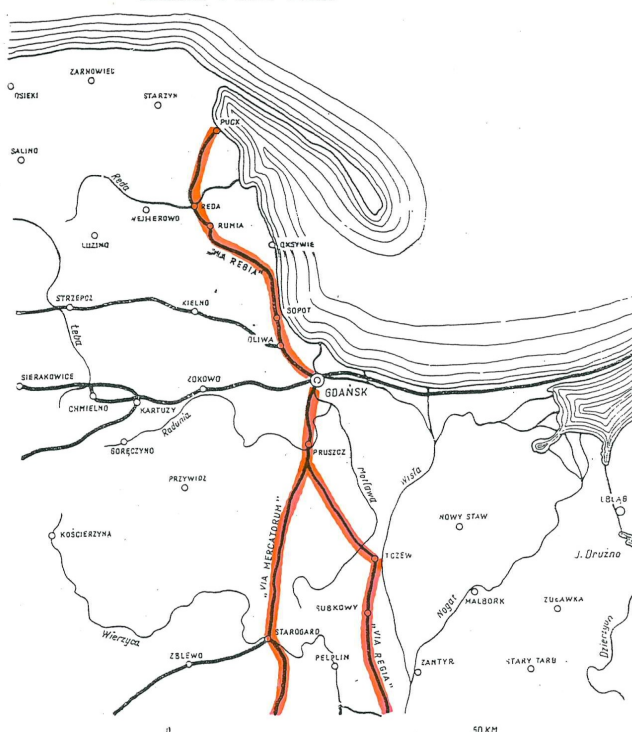 ŻARNOWIEC
OSIEKI
STARZYN
PUCK
SALINO
Reda
REDA
WEJHEROWO
RUMIA
LUZINO
OKSYWIE
"VIA REGIA"
STRZEPCZ
KIELNO
SOPOT
OLIWA
Łeba
SIERAKOWICE
ŻUKOWO
GDAŃSK
CHMIELNO
KARTUZY
Radunia
GORĘCZYNO
PRUSZCZ
Motława
Wisła
PRZYWIDZ
ELBLĄG
NOWY STAW
KOŚCIERZYNA
"VIA MERCATORUM"
TCZEW
J. Drużno
Nogat
MALBORK
SUBKOWY
ŻUŁAWKA
Wierzyca
STAROGARD
"VIA REGIA"
Dzierzgoń
ZBLEWO
PELPLIN
ZANTYR
STARY TARG
0
50 KM